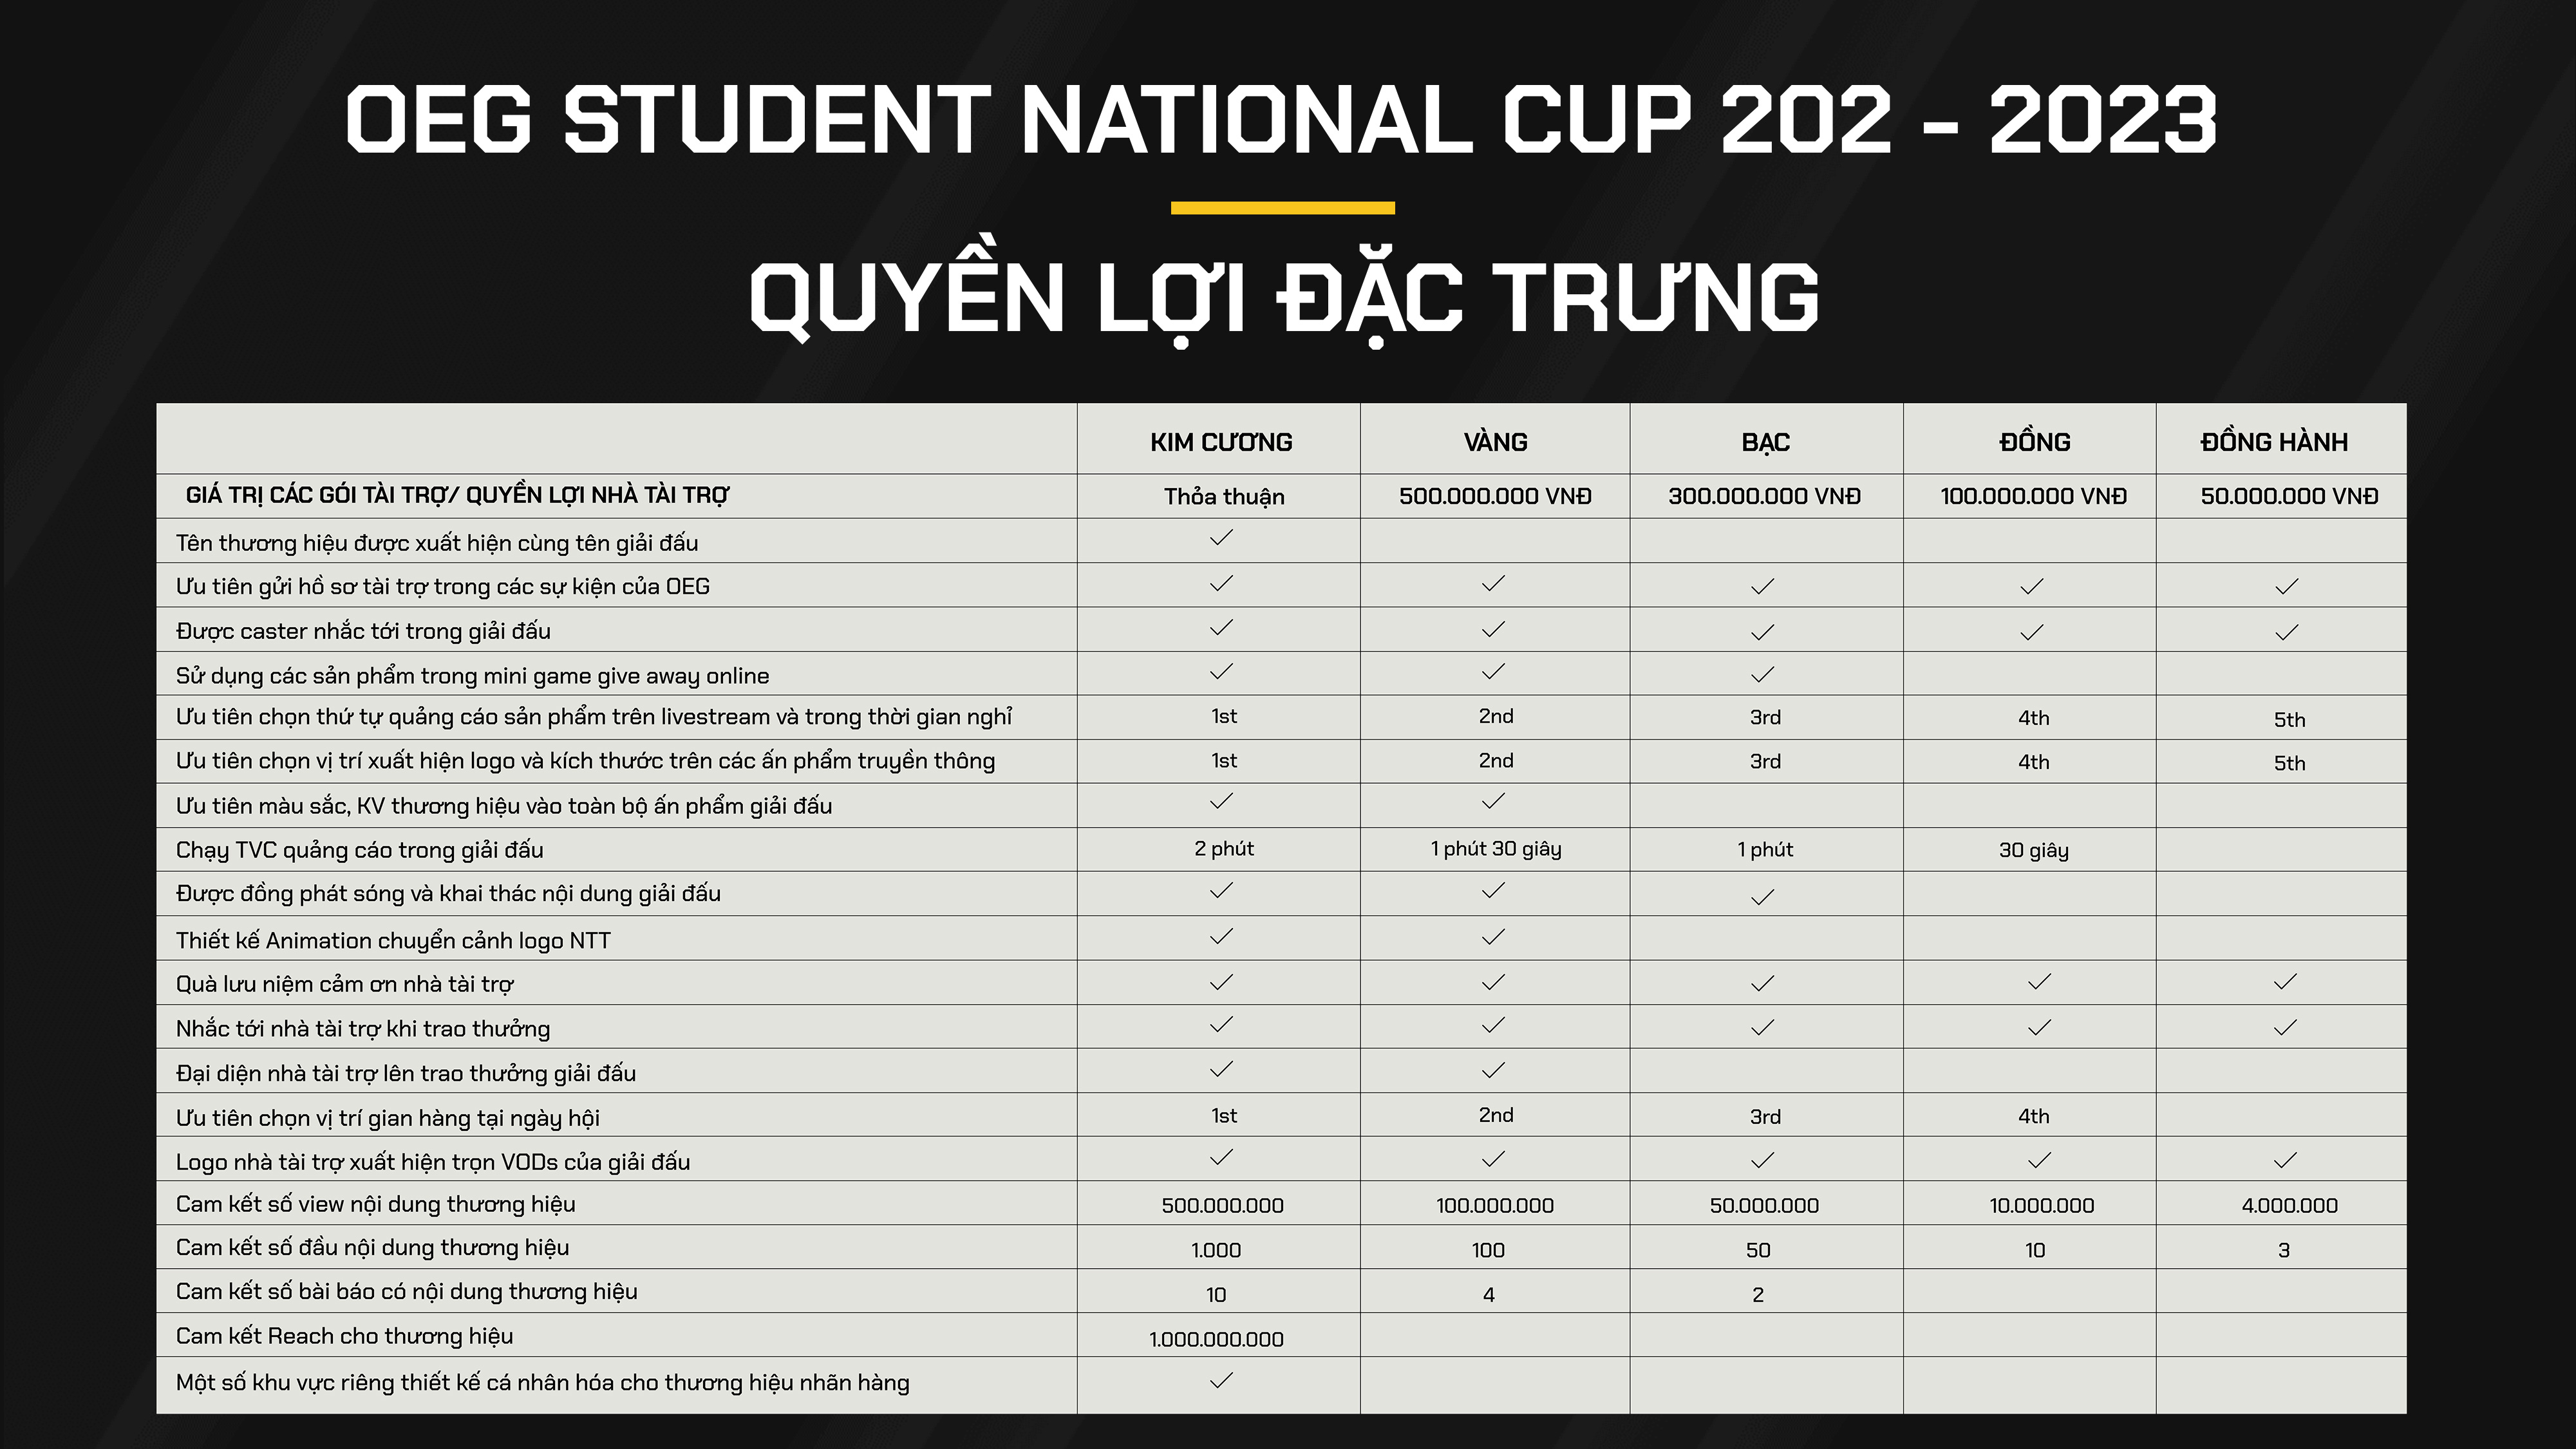 OEG STUDENT NATIONAL CUP 202 - 2023
QUYỀN LỢI ĐẶC TRƯNG
KIM CƯƠNG VÀNG BẠC ĐỒNG ĐỒNG HÀNH
GIÁ TRỊ CÁC GÓI TÀI TRỢ/ QUYỀN LỢI NHÀ TÀI TRỢ Thỏa thuận 500.000.000 VNĐ 300.000.000 VNĐ 100.000.000 VNĐ 50.000.000 VNĐ
Tên thương hiệu được xuất hiện cùng tên giải đấu ✓
Ưu tiên gửi hồ sơ tài trợ trong các sự kiện của OEG ✓ ✓ ✓ ✓ ✓
Được caster nhắc tới trong giải đấu ✓ ✓ ✓ ✓ ✓
Sử dụng các sản phẩm trong mini game give away online ✓ ✓ ✓
Ưu tiên chọn thứ tự quảng cáo sản phẩm trên livestream và trong thời gian nghỉ 1st 2nd 3rd 4th 5th
Ưu tiên chọn vị trí xuất hiện logo và kích thước trên các ấn phẩm truyền thông 1st 2nd 3rd 4th 5th
Ưu tiên màu sắc, KV thương hiệu vào toàn bộ ấn phẩm giải đấu ✓ ✓
Chạy TVC quảng cáo trong giải đấu 2 phút 1 phút 30 giây 1 phút 30 giây
Được đồng phát sóng và khai thác nội dung giải đấu ✓ ✓ ✓
Thiết kế Animation chuyển cảnh logo NTT ✓ ✓
Quà lưu niệm cảm ơn nhà tài trợ ✓ ✓ ✓ ✓ ✓
Nhắc tới nhà tài trợ khi trao thưởng ✓ ✓ ✓ ✓ ✓
Đại diện nhà tài trợ lên trao thưởng giải đấu ✓ ✓
Ưu tiên chọn vị trí gian hàng tại ngày hội 1st 2nd 3rd 4th
Logo nhà tài trợ xuất hiện trọn VODs của giải đấu ✓ ✓ ✓ ✓ ✓
Cam kết số view nội dung thương hiệu 500.000.000 100.000.000 50.000.000 10.000.000 4.000.000
Cam kết số đầu nội dung thương hiệu 1.000 100 50 10 3
Cam kết số bài báo có nội dung thương hiệu 10 4 2
Cam kết Reach cho thương hiệu 1.000.000.000
Một số khu vực riêng thiết kế cá nhân hóa cho thương hiệu nhãn hàng ✓